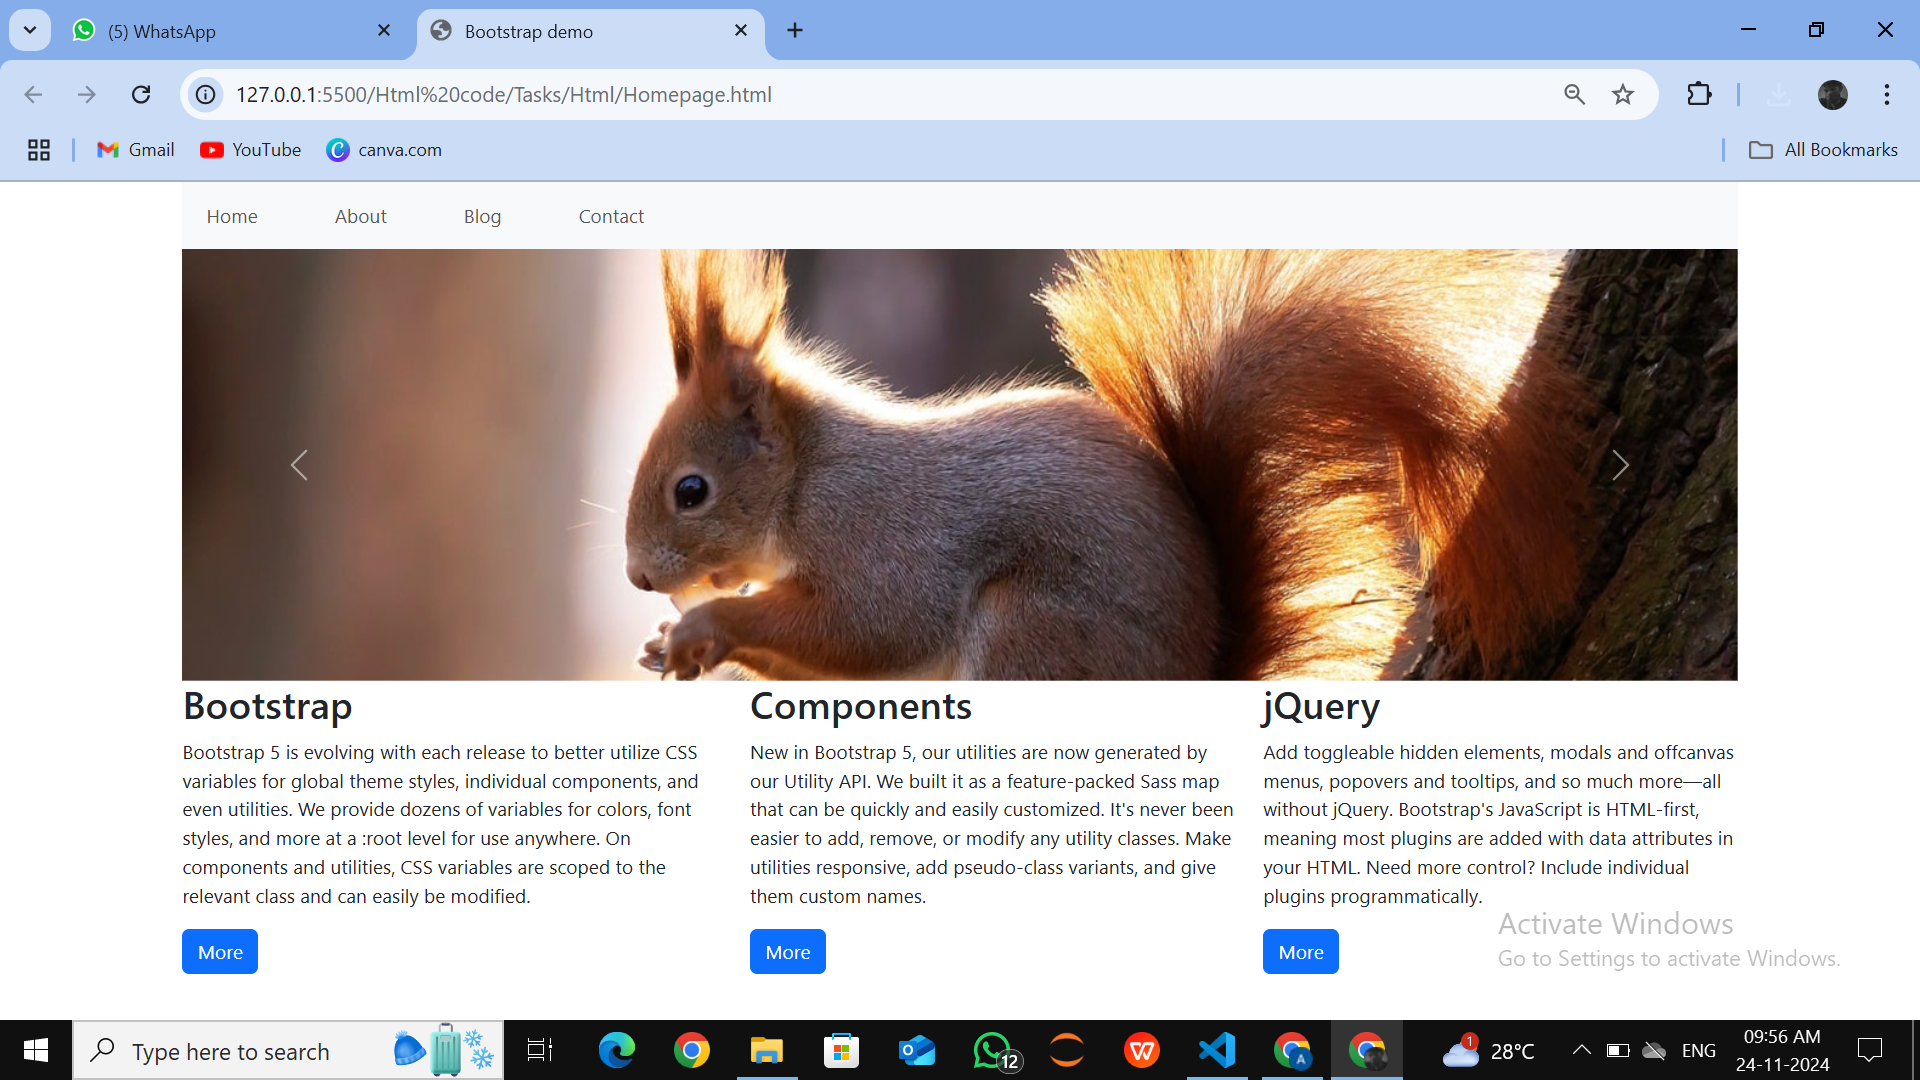 (5) WhatsApp
Bootstrap demo
127.0.0.1:5500/Html%20code/Tasks/Html/Homepage.html
Gmail
YouTube
canva.com
All Bookmarks
Home
About
Blog
Contact
Bootstrap
Bootstrap 5 is evolving with each release to better utilize CSS
variables for global theme styles, individual components, and
even utilities. We provide dozens of variables for colors, font
styles, and more at a :root level for use anywhere. On
components and utilities, CSS variables are scoped to the
relevant class and can easily be modified.
More
Components
New in Bootstrap 5, our utilities are now generated by
our Utility API. We built it as a feature-packed Sass map
that can be quickly and easily customized. It's never been
easier to add, remove, or modify any utility classes. Make
utilities responsive, add pseudo-class variants, and give
them custom names.
More
jQuery
Add toggleable hidden elements, modals and offcanvas
menus, popovers and tooltips, and so much more—all
without jQuery. Bootstrap's JavaScript is HTML-first,
meaning most plugins are added with data attributes in
your HTML. Need more control? Include individual
plugins programmatically.
More
Activate Windows
Go to Settings to activate Windows.
Type here to search
12
A
1
28°C
ENG
09:56 AM
24-11-2024